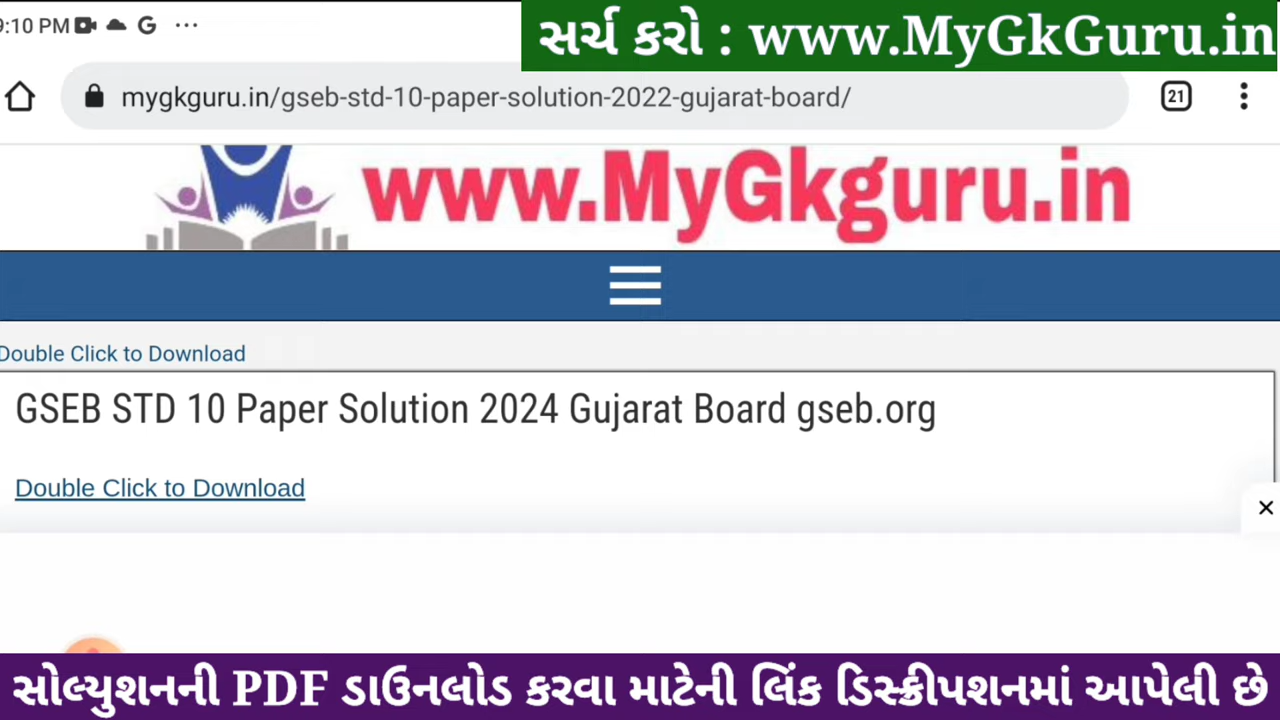 9:10 PM
સર્ચ કરો : www.MyGkGuru.in
mygkguru.in/gseb-std-10-paper-solution-2022-gujarat-board/
21
www.MyGkguru.in
Double Click to Download
GSEB STD 10 Paper Solution 2024 Gujarat Board gseb.org
Double Click to Download
સોલ્યુશનની PDF ડાઉનલોડ કરવા માટેની લિંક ડિસ્ક્રીપશનમાં આપેલી છે